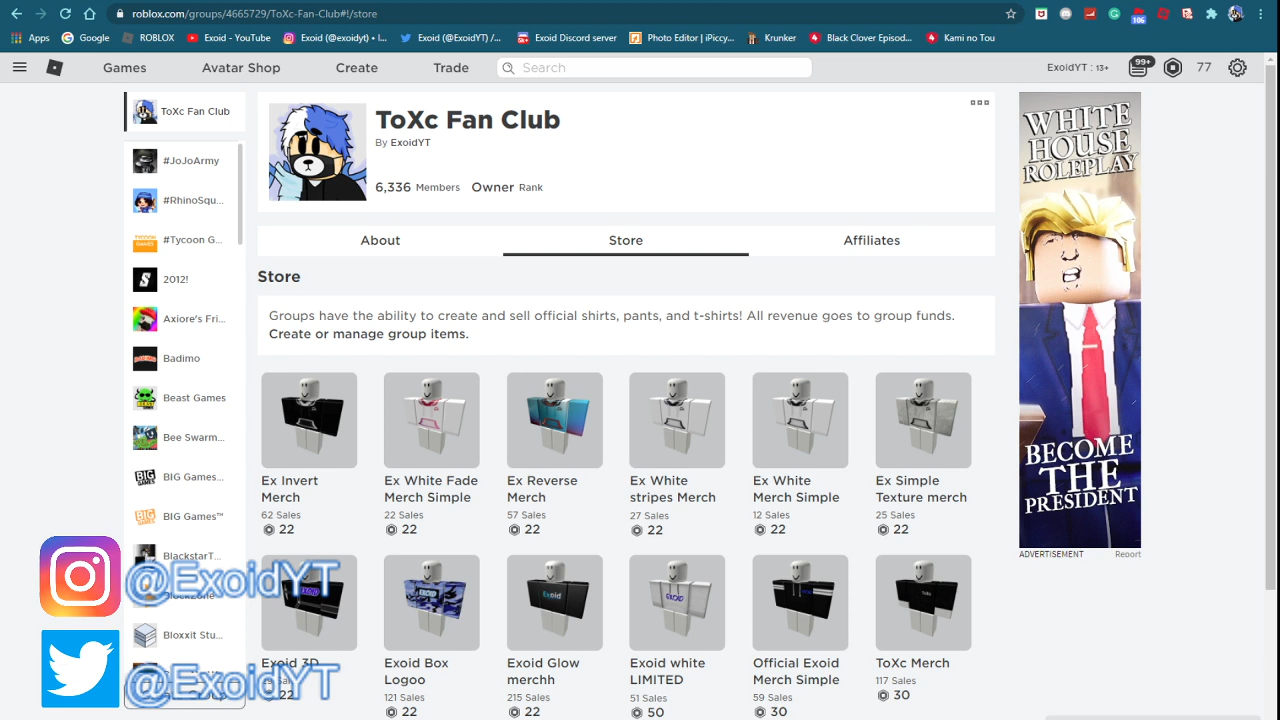 roblox.com/groups/4665729/ToXc-Fan-Club#!/store
106
Apps Google ROBLOX Exoid - YouTube Exoid (@exoidyt) • I... Exoid (@ExoidYT) /... Exoid Discord server Photo Editor | iPiccy... Krunker Black Clover Episod... Kami no Tou
Games Avatar Shop Create Trade Search ExoidYT : 13+ 99+ 77
ToXc Fan Club
#JoJoArmy
#RhinoSqu...
#Tycoon G...
2012!
Axiore's Fri...
Badimo
Beast Games
Bee Swarm...
BIG Games...
BIG Games™
BlackstarT...
Bloxxit Stu...
ToXc Fan Club
By ExoidYT
6,336 Members Owner Rank
About Store Affiliates
Store
Groups have the ability to create and sell official shirts, pants, and t-shirts! All revenue goes to group funds.
Create or manage group items.
Ex Invert Merch
62 Sales
22
Ex White Fade Merch Simple
22 Sales
22
Ex Reverse Merch
57 Sales
22
Ex White stripes Merch
27 Sales
22
Ex White Merch Simple
12 Sales
22
Ex Simple Texture merch
25 Sales
22
Exoid 3D
22
Exoid Box Logoo
121 Sales
22
Exoid Glow merchh
215 Sales
22
Exoid white LIMITED
51 Sales
50
Official Exoid Merch Simple
59 Sales
30
ToXc Merch
117 Sales
30
WHITE
HOUSE
ROLEPLAY
BECOME
THE
PRESIDENT
ADVERTISEMENT Report
@ExoidYT
@ExoidYT